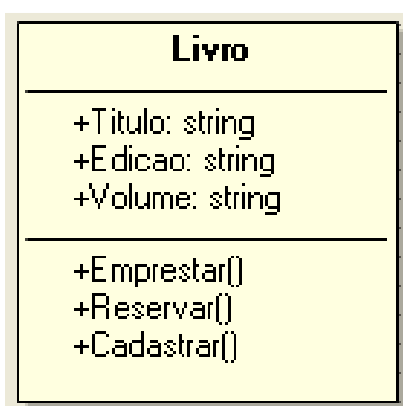 Livro
+Titulo: string
+Edicao: string
+Volume: string
+Emprestar()
+Reservar()
+Cadastrar()